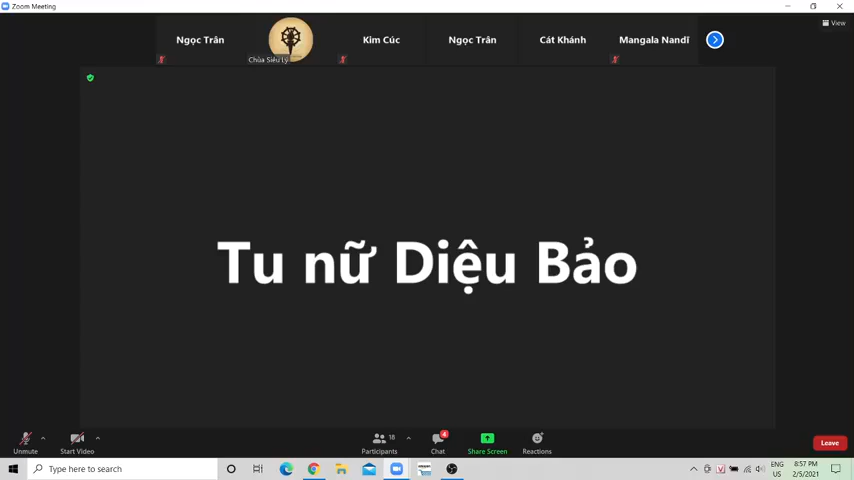 Zoom Meeting
View
Ngọc Trân
Chùa Siêu Lý
Kim Cúc
Ngọc Trân
Cát Khánh
Mangala Nandī
Tu nữ Diệu Bảo
Unmute
Start Video
Participants
18
Chat
4
Share Screen
Reactions
Leave
Type here to search
ENG
US
8:57 PM
2/5/2021